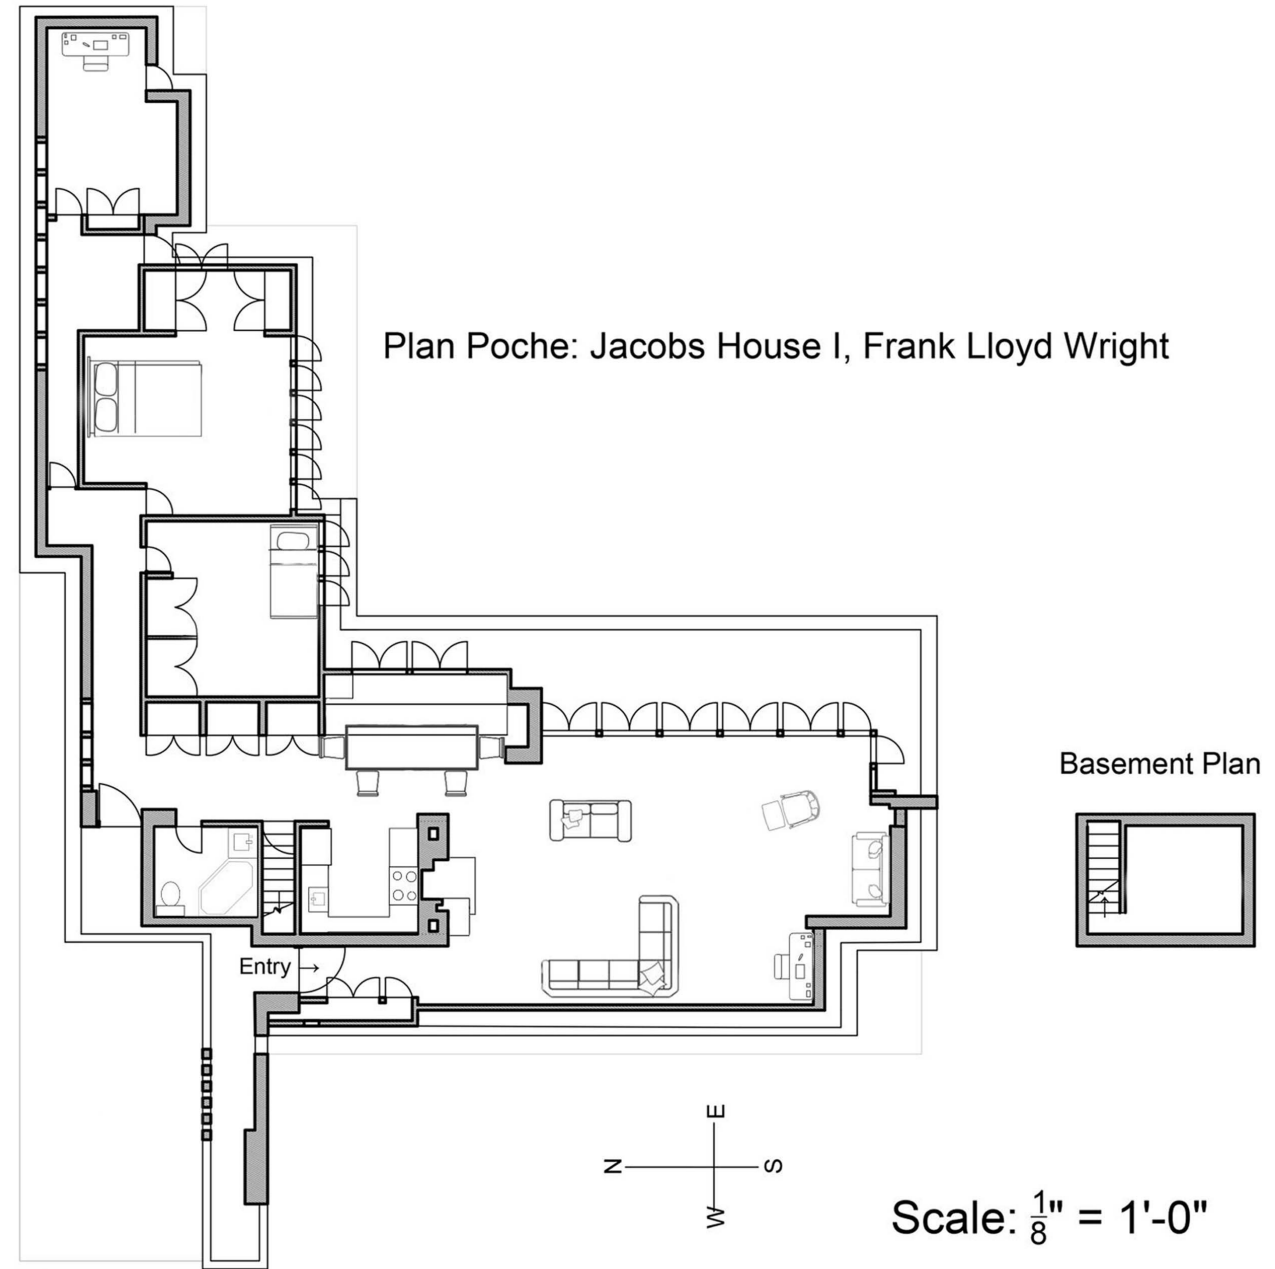 Plan Poche: Jacobs House I, Frank Lloyd Wright
Basement Plan
Entry →
E
N S
W
Scale: 1/8" = 1'-0"